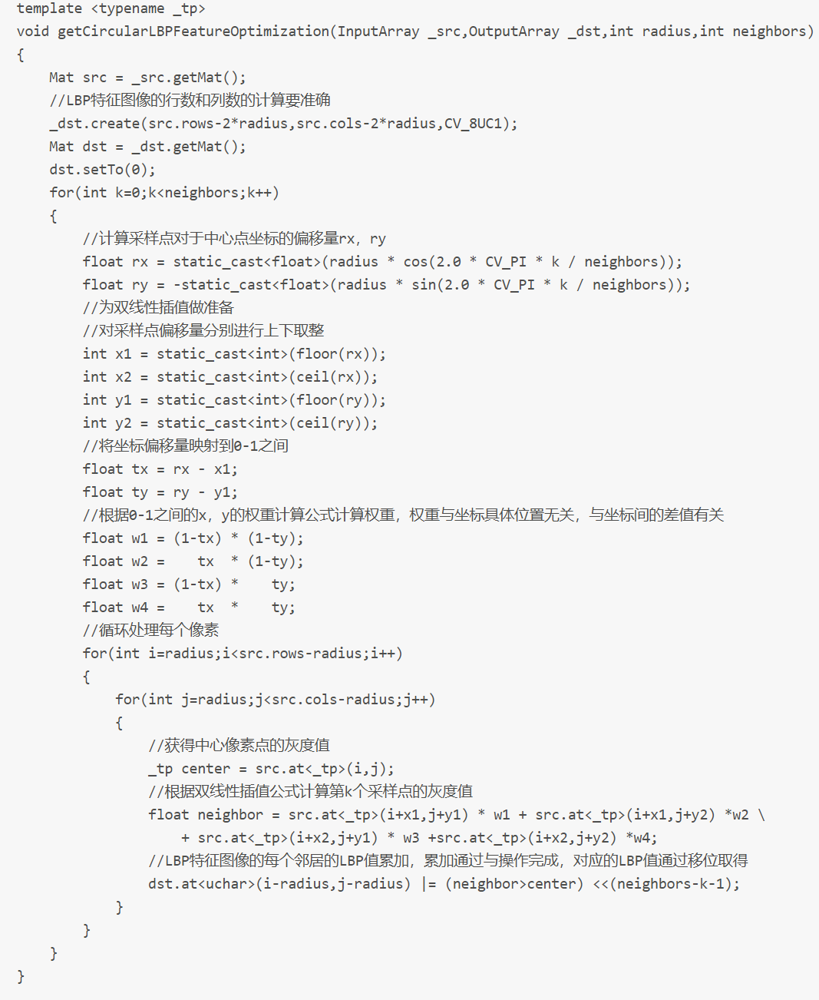 template <typename _tp>
void getCircularLBPFeatureOptimization(InputArray _src,OutputArray _dst,int radius,int neighbors)
{
    Mat src = _src.getMat();
    //LBP特征图像的行数和列数的计算要准确
    _dst.create(src.rows-2*radius,src.cols-2*radius,CV_8UC1);
    Mat dst = _dst.getMat();
    dst.setTo(0);
    for(int k=0;k<neighbors;k++)
    {
        //计算采样点对于中心点坐标的偏移量rx，ry
        float rx = static_cast<float>(radius * cos(2.0 * CV_PI * k / neighbors));
        float ry = -static_cast<float>(radius * sin(2.0 * CV_PI * k / neighbors));
        //为双线性插值做准备
        //对采样点偏移量分别进行上下取整
        int x1 = static_cast<int>(floor(rx));
        int x2 = static_cast<int>(ceil(rx));
        int y1 = static_cast<int>(floor(ry));
        int y2 = static_cast<int>(ceil(ry));
        //将坐标偏移量映射到0-1之间
        float tx = rx - x1;
        float ty = ry - y1;
        //根据0-1之间的x，y的权重计算公式计算权重，权重与坐标具体位置无关，与坐标间的差值有关
        float w1 = (1-tx) * (1-ty);
        float w2 =    tx  * (1-ty);
        float w3 = (1-tx) *    ty;
        float w4 =    tx  *    ty;
        //循环处理每个像素
        for(int i=radius;i<src.rows-radius;i++)
        {
            for(int j=radius;j<src.cols-radius;j++)
            {
                //获得中心像素点的灰度值
                _tp center = src.at<_tp>(i,j);
                //根据双线性插值公式计算第k个采样点的灰度值
                float neighbor = src.at<_tp>(i+x1,j+y1) * w1 + src.at<_tp>(i+x1,j+y2) *w2 \
                    + src.at<_tp>(i+x2,j+y1) * w3 +src.at<_tp>(i+x2,j+y2) *w4;
                //LBP特征图像的每个邻居的LBP值累加，累加通过与操作完成，对应的LBP值通过移位取得
                dst.at<uchar>(i-radius,j-radius) |= (neighbor>center) <<(neighbors-k-1);
            }
        }
    }
}